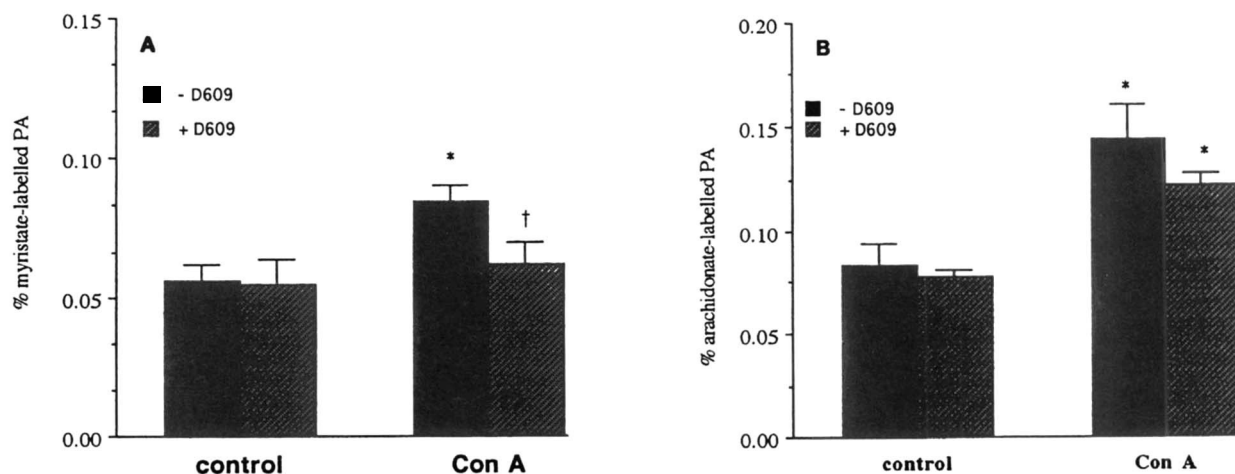 A
- D609
+ D609
% myristate-labelled PA
0.15
0.10
0.05
0.00
*
†
control
Con A
B
- D609
+ D609
% arachidonate-labelled PA
0.20
0.15
0.10
0.05
0.00
*
*
control
Con A